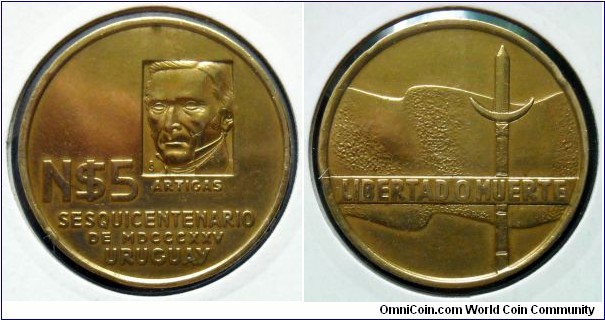 N$5
ARTIGAS
SESQUICENTENARIO
DE MDCCCXXV
URUGUAY
LIBERTAD O MUERTE
OmniCoin.com World Coin Community